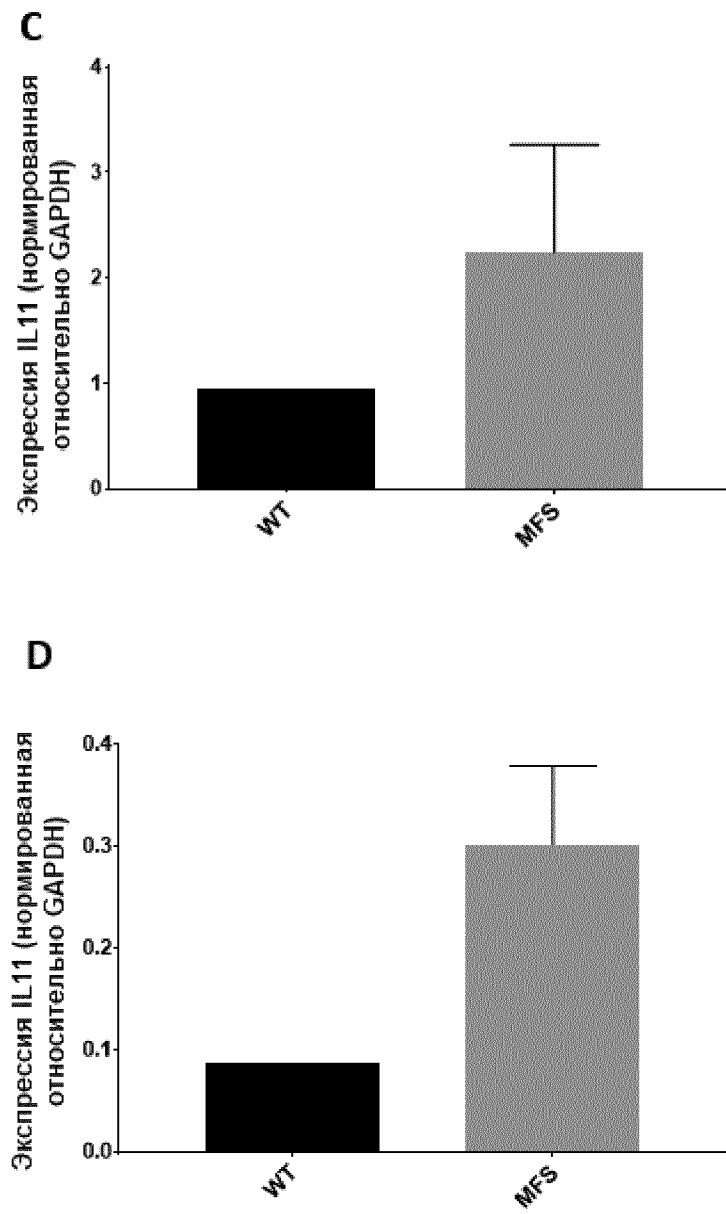 C
Экспрессия IL11 (нормированная
относительно GAPDH)
4
3
2
1
0
WT
MFS
D
Экспрессия IL11 (нормированная
относительно GAPDH)
0.4
0.3
0.2
0.1
0.0
WT
MFS